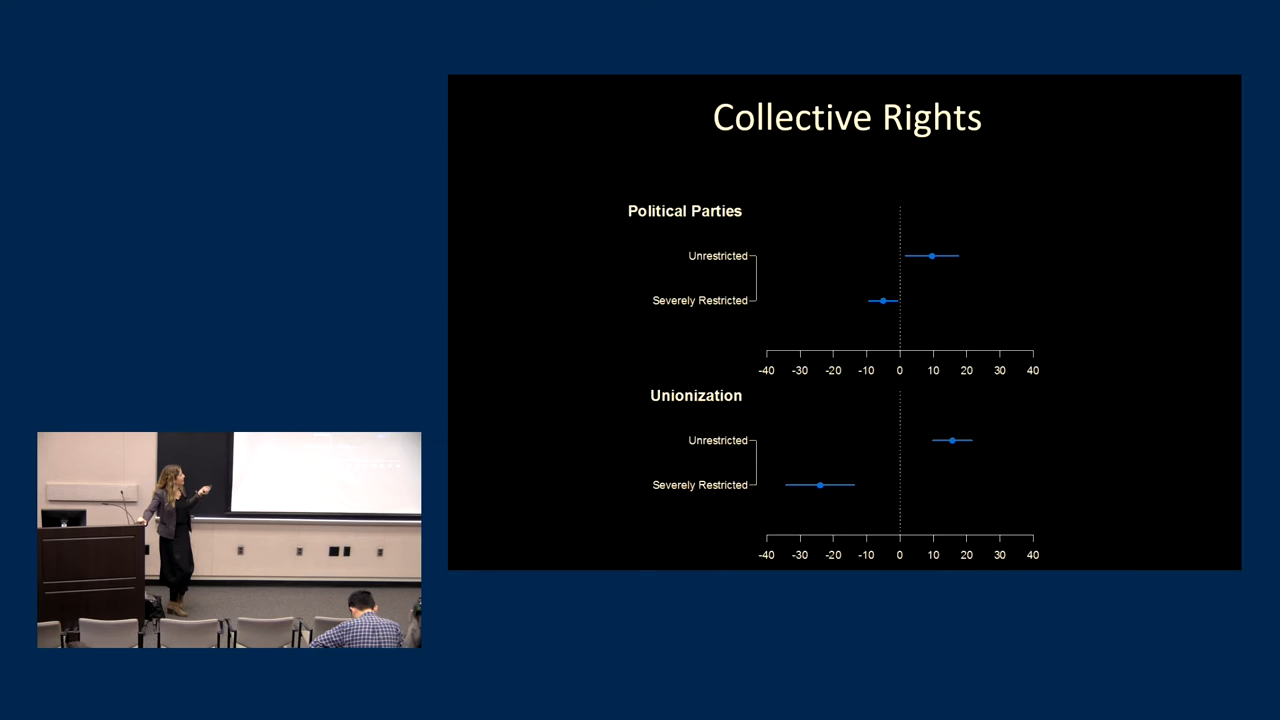 Collective Rights
Political Parties
Unrestricted
Severely Restricted
-40 -30 -20 -10 0 10 20 30 40
Unionization
Unrestricted
Severely Restricted
-40 -30 -20 -10 0 10 20 30 40